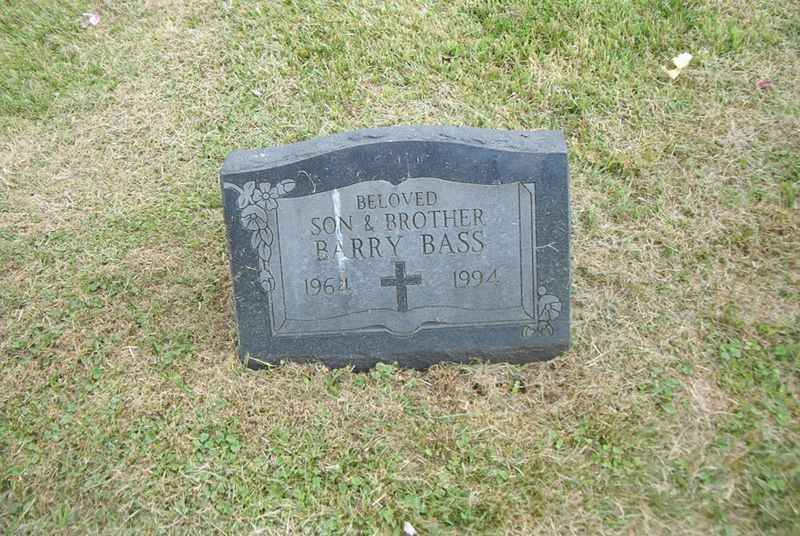 BELOVED
SON & BROTHER
BARRY BASS
1964 1994